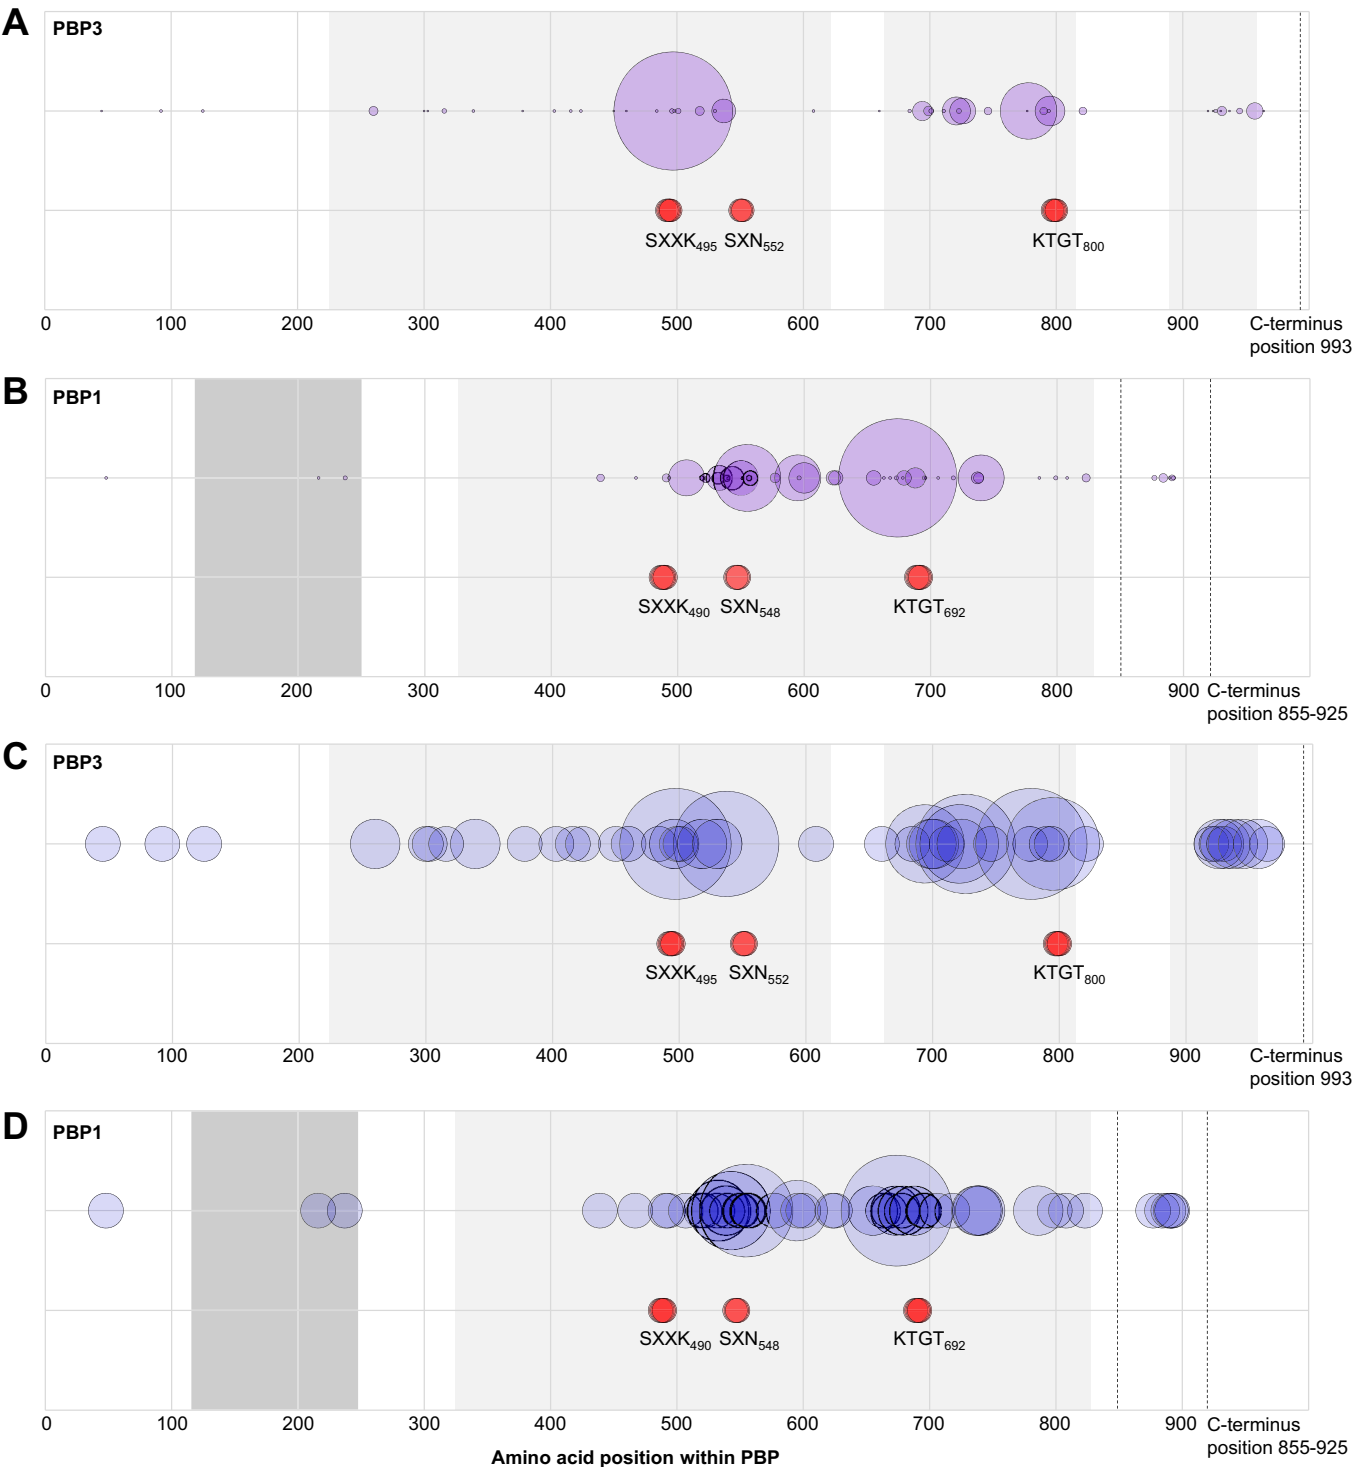 A
PBP3
SXXK495 SXN552 KTGT800
0 100 200 300 400 500 600 700 800 900 C-terminus
position 993
B
PBP1
SXXK490 SXN548 KTGT692
0 100 200 300 400 500 600 700 800 900 C-terminus
position 855-925
C
PBP3
SXXK495 SXN552 KTGT800
0 100 200 300 400 500 600 700 800 900 C-terminus
position 993
D
PBP1
SXXK490 SXN548 KTGT692
0 100 200 300 400 500 600 700 800 900 C-terminus
position 855-925
Amino acid position within PBP